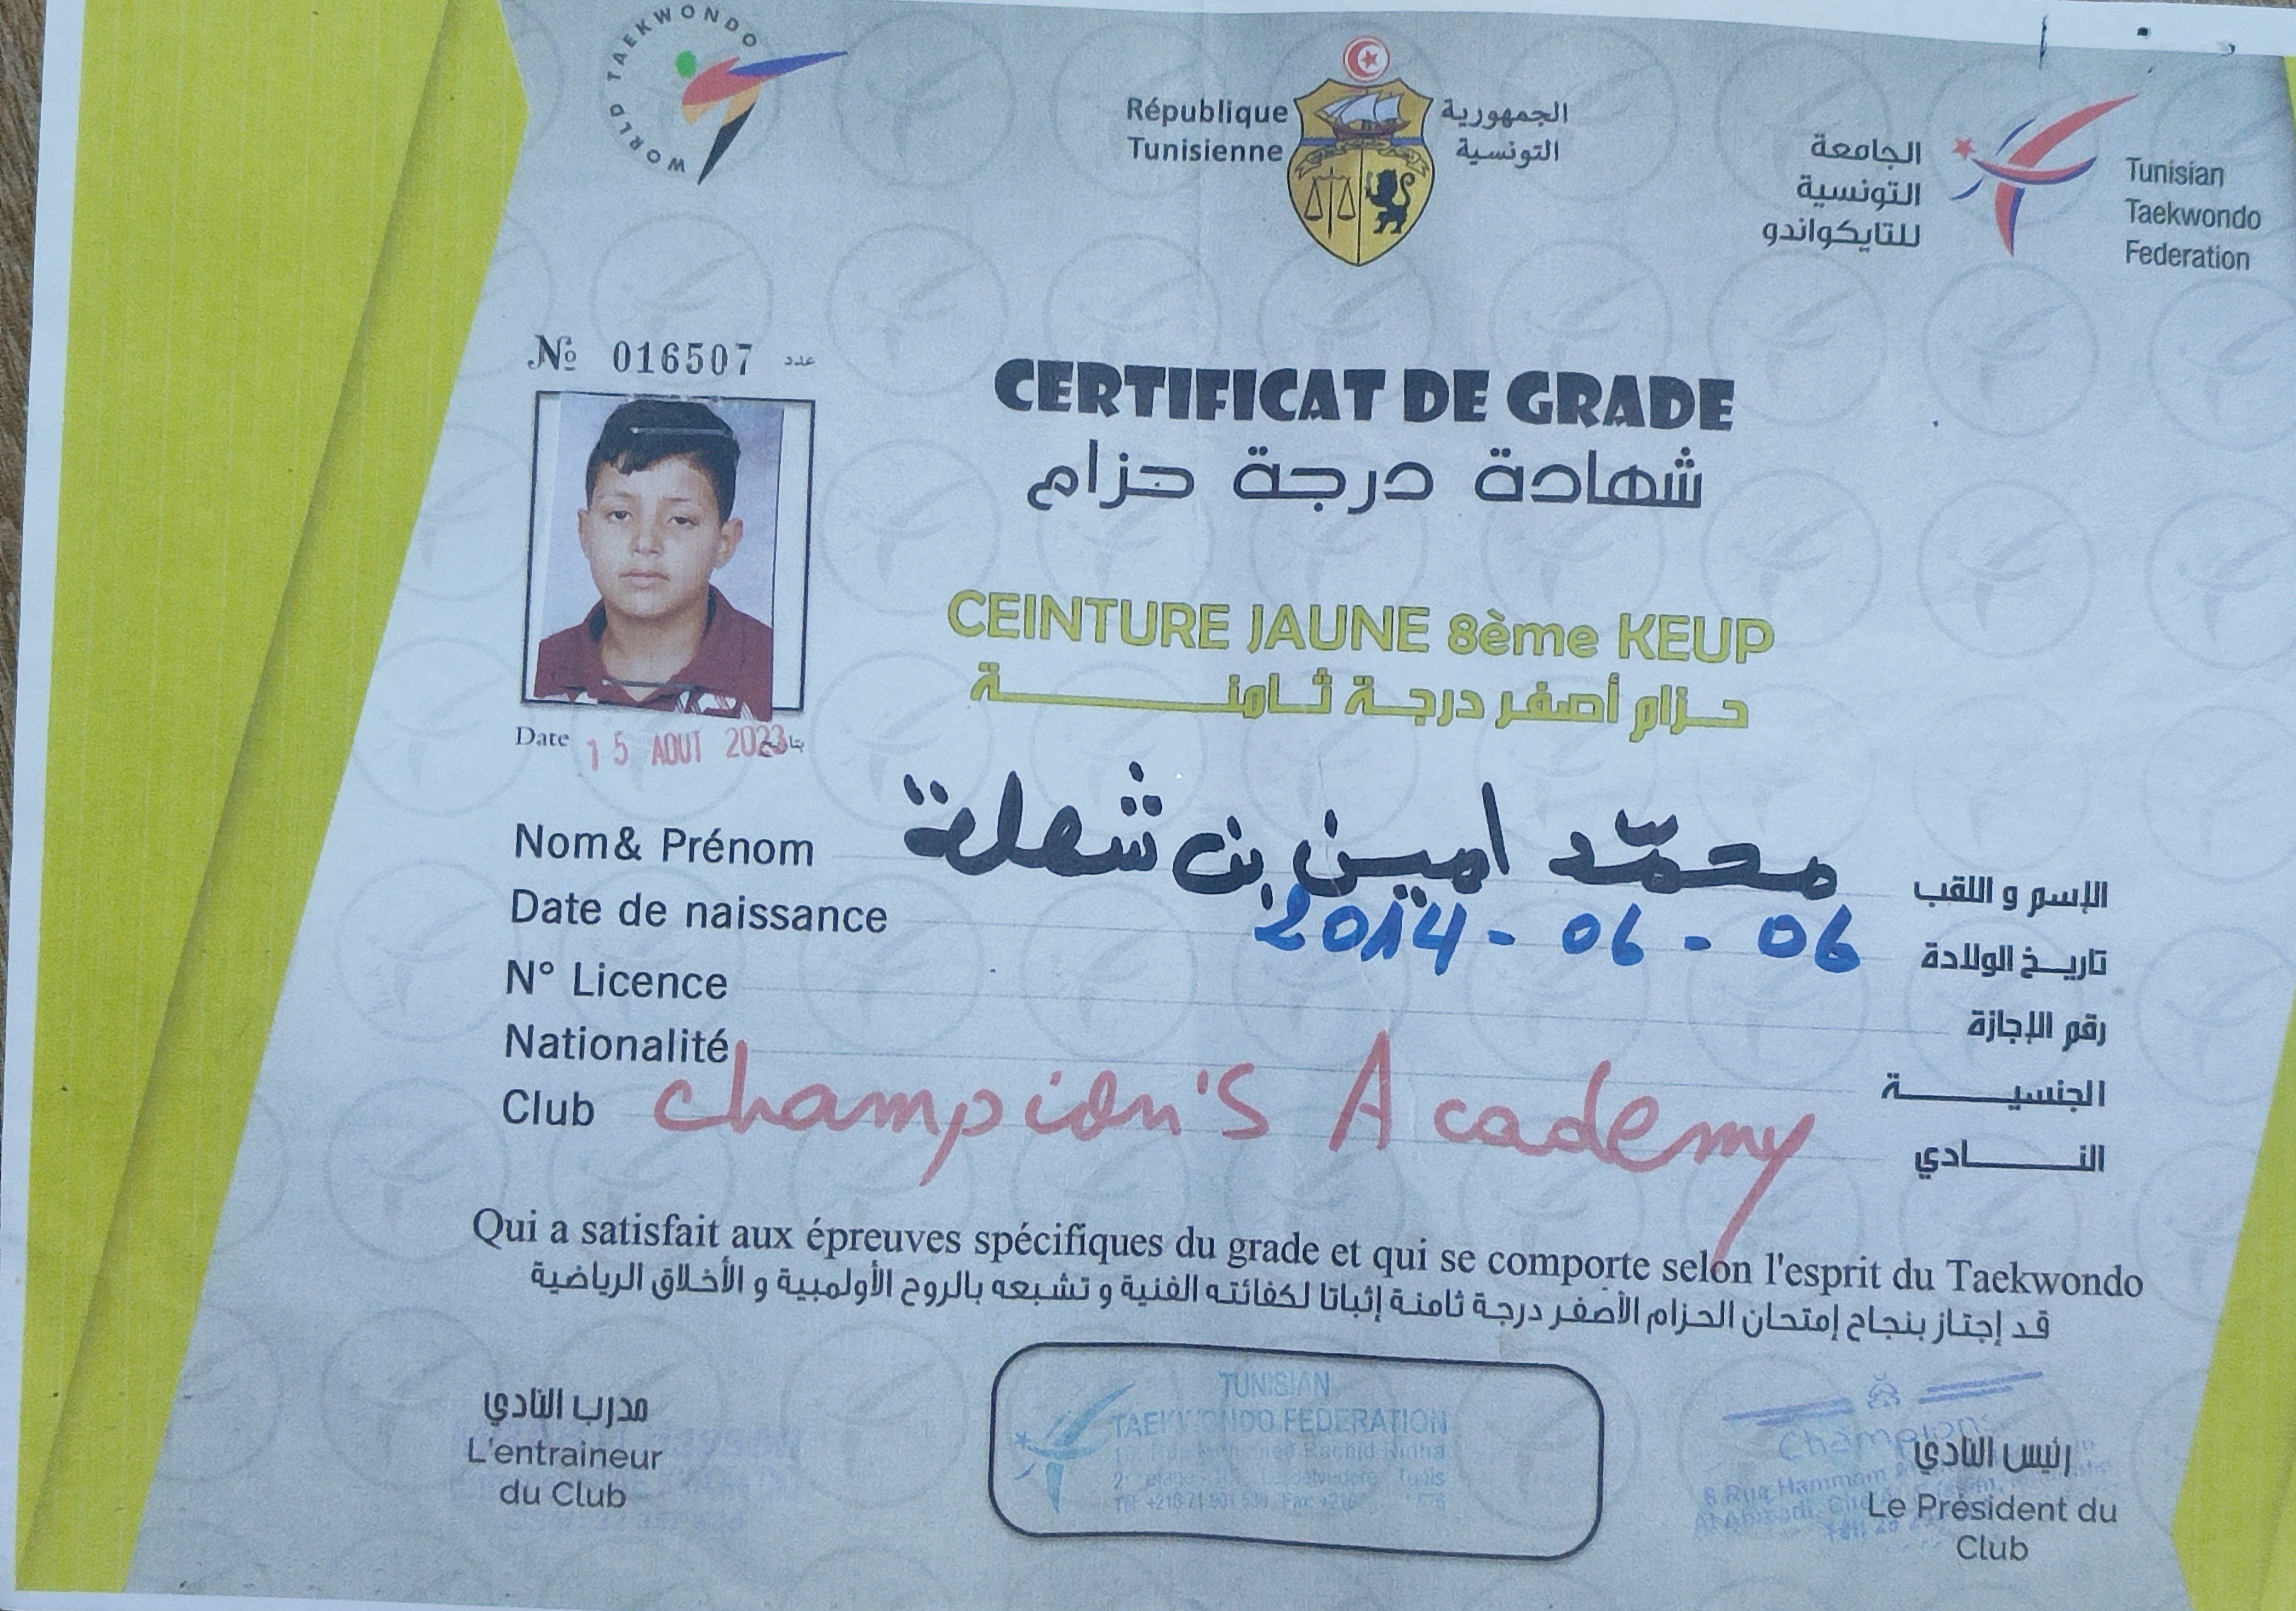 WORLD TAEKWONDO
République
Tunisienne
الجمهورية
التونسية
الجامعة
التونسية
للتايكواندو
Tunisian
Taekwondo
Federation
№ 016507 عدد
CERTIFICAT DE GRADE
شهادة درجة حزام
CEINTURE JAUNE 8ème KEUP
حزام أصفر درجة ثامنة
Date 15 AOUT 2023 بتاريخ
Nom& Prénom محمّد امين بن شهلة الإسم و اللقب
Date de naissance 2014 - 06 - 06 تاريخ الولادة
N° Licence رقم الإجازة
Nationalité الجنسية
Club Champion's Academy النادي
Qui a satisfait aux épreuves spécifiques du grade et qui se comporte selon l'esprit du Taekwondo
قد إجتاز بنجاح إمتحان الحزام الأصفر درجة ثامنة إثباتا لكفائته الفنية و تشبعه بالروح الأولمبية و الأخلاق الرياضية
مدرب النادي
L'entraineur
du Club
TUNISIAN
TAEKWONDO FEDERATION
رئيس النادي
Le Président du
Club